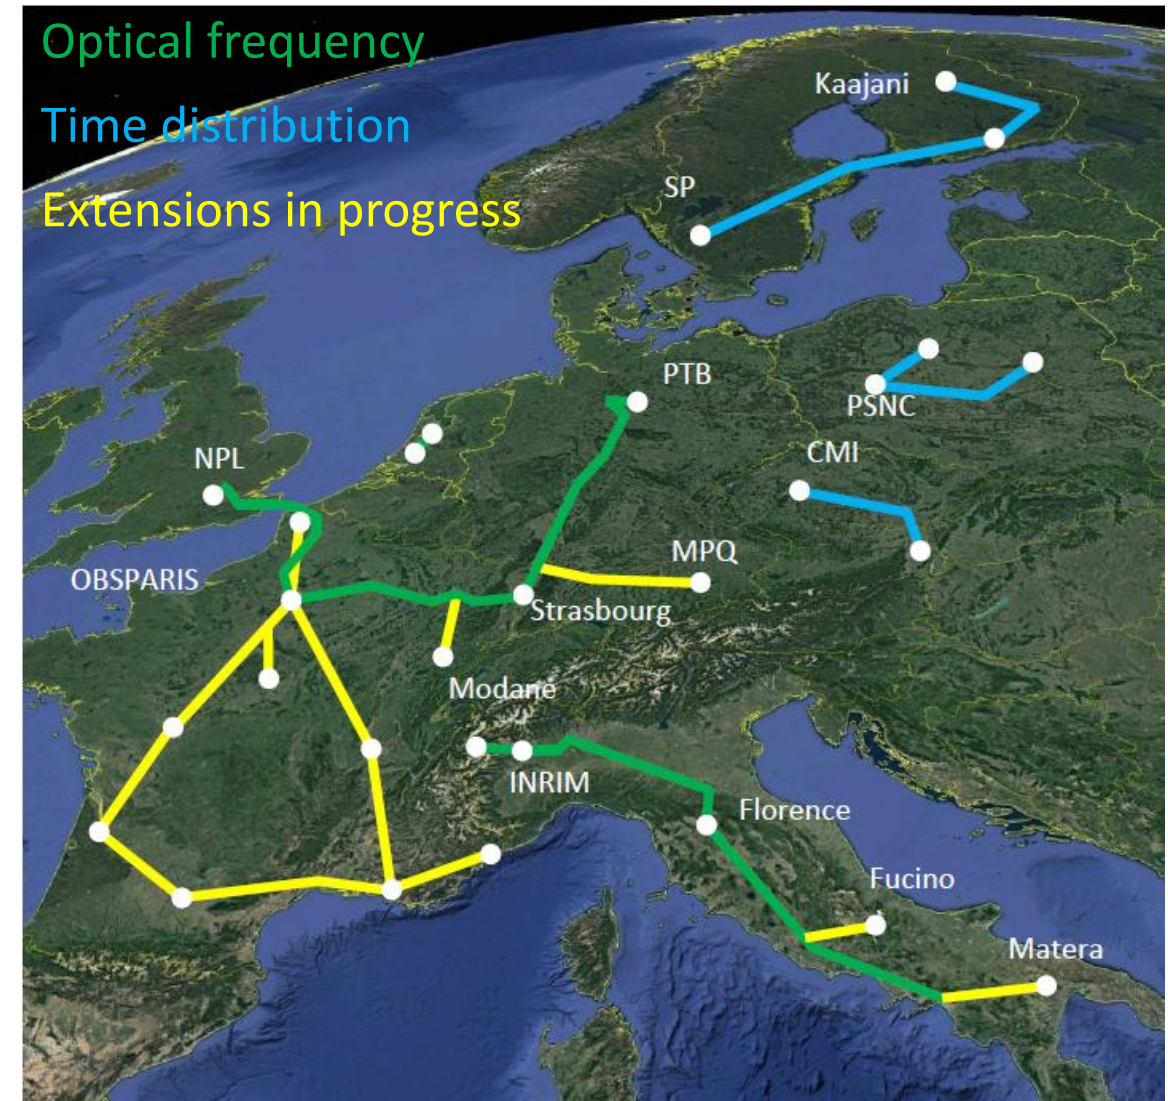 Optical frequency
Time distribution
Extensions in progress
Kaajani
SP
PTB
PSNC
NPL
CMI
MPQ
OBSPARIS
Strasbourg
Modane
INRIM
Florence
Fucino
Matera